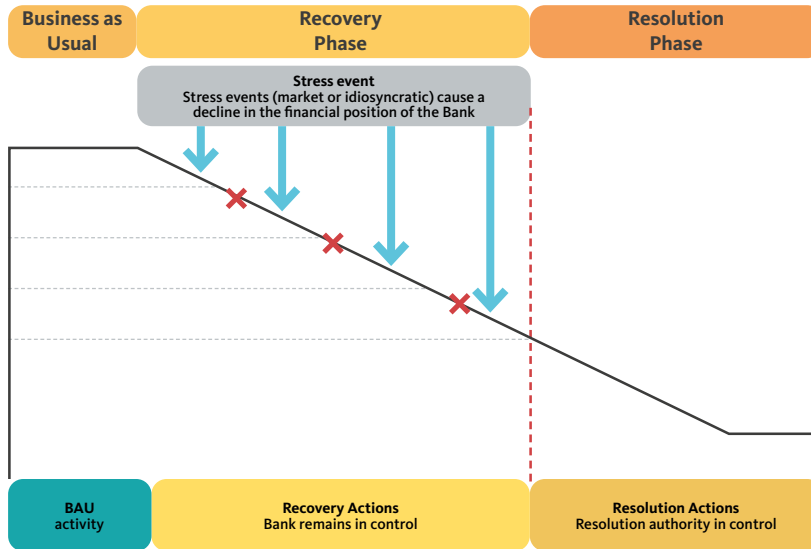 Business as
Usual
Recovery
Phase
Resolution
Phase
Stress event
Stress events (market or idiosyncratic) cause a
decline in the financial position of the Bank
BAU
activity
Recovery Actions
Bank remains in control
Resolution Actions
Resolution authority in control